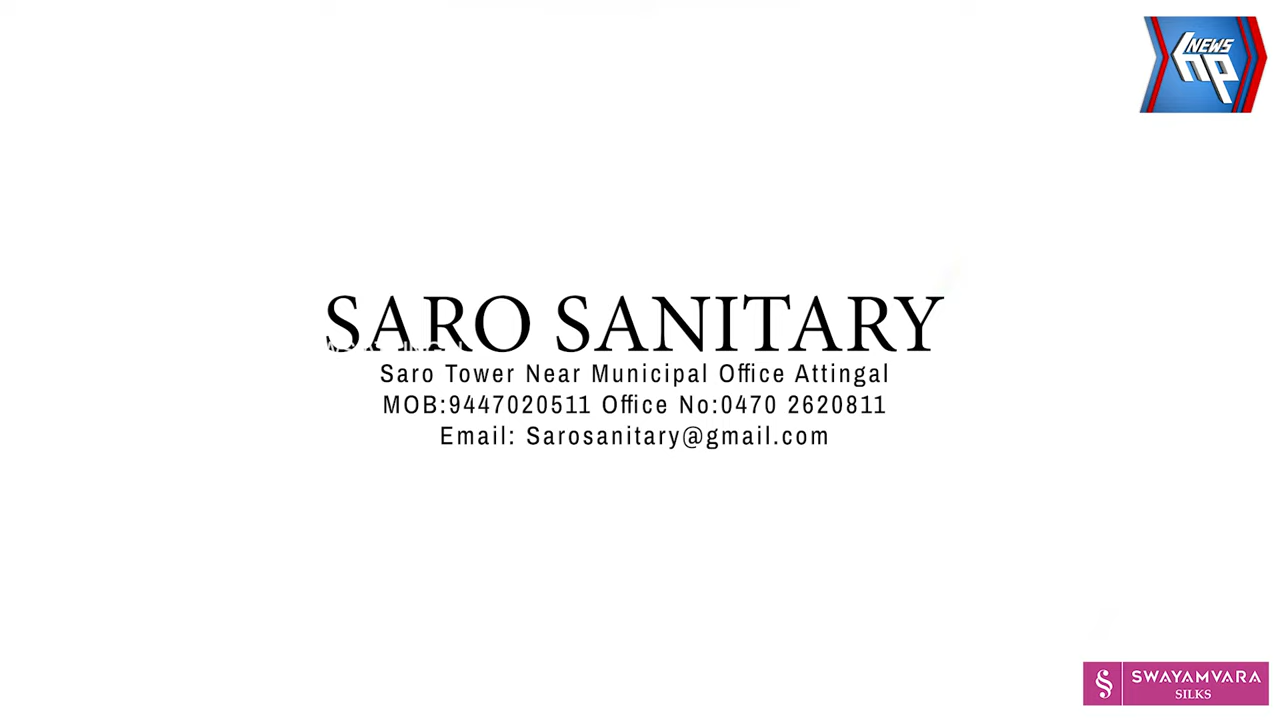 NEWS
hp
SARO SANITARY
Saro Tower Near Municipal Office Attingal
MOB:9447020511 Office No:0470 2620811
Email: Sarosanitary@gmail.com
SWAYAMVARA
SILKS